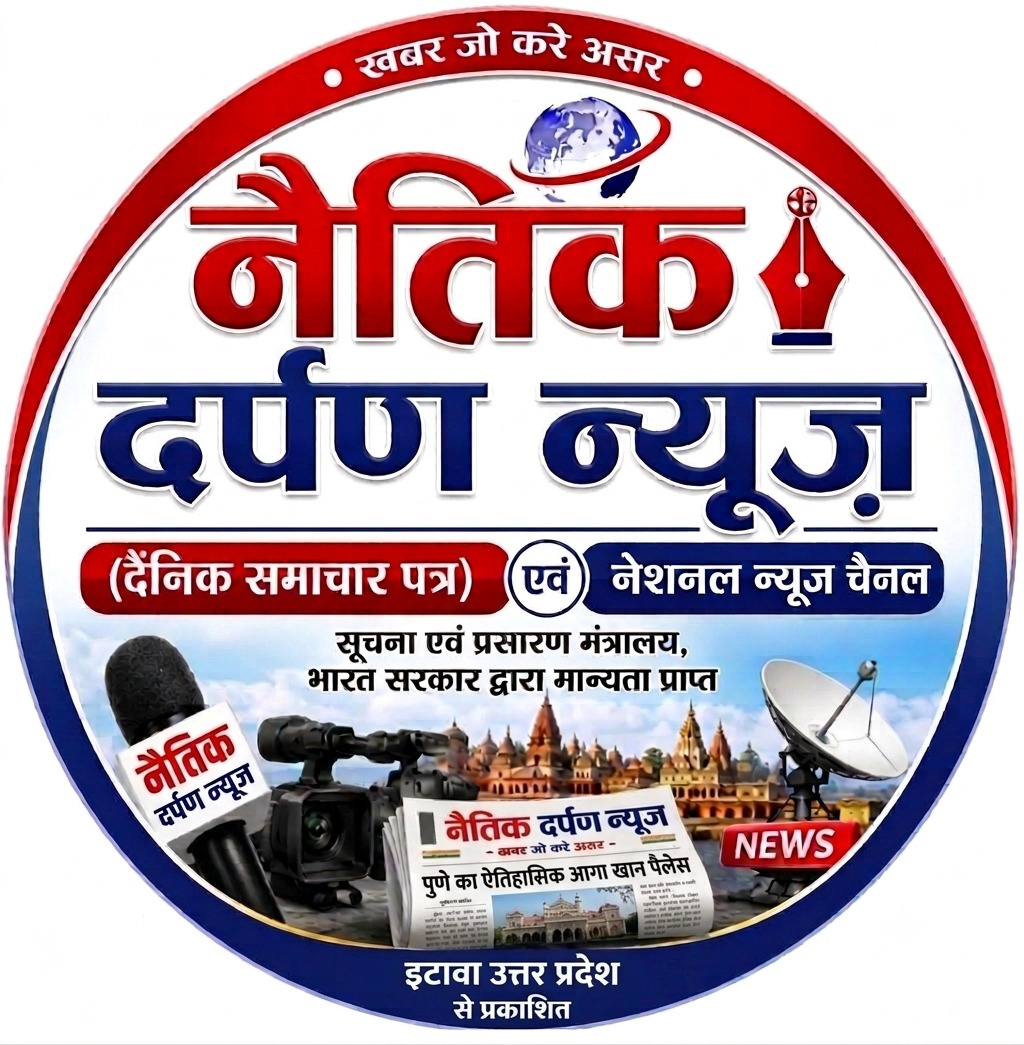 • खबर जो करे असर •
नैतिक
दर्पण न्यूज़
(दैनिक समाचार पत्र) एवं नेशनल न्यूज चैनल
सूचना एवं प्रसारण मंत्रालय,
भारत सरकार द्वारा मान्यता प्राप्त
नैतिक
दर्पण न्यूज
नैतिक दर्पण न्यूज
- खबर जो करे असर -
पुणे का ऐतिहासिक आगा खान पैलेस
NEWS
इटावा उत्तर प्रदेश
से प्रकाशित